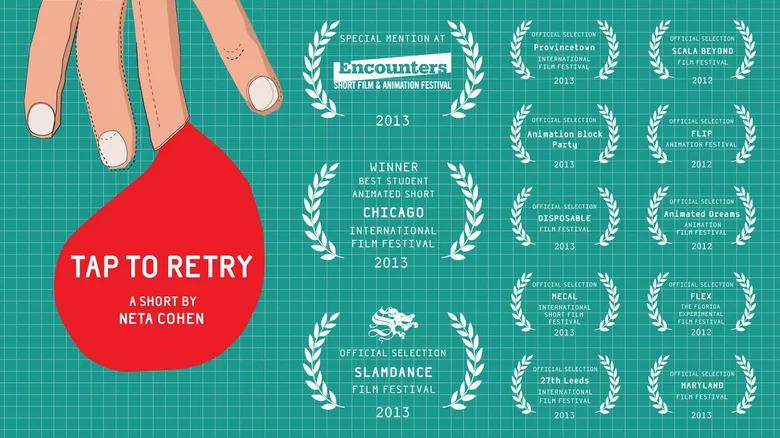 TAP TO RETRY
A SHORT BY
NETA COHEN
SPECIAL MENTION AT
Encounters
SHORT FILM & ANIMATION FESTIVAL
2013
WINNER
BEST STUDENT
ANIMATED SHORT
CHICAGO
INTERNATIONAL
FILM FESTIVAL
2013
OFFICIAL SELECTION
SLAMDANCE
FILM FESTIVAL
2013
OFFICIAL SELECTION
Provincetown
INTERNATIONAL
FILM FESTIVAL
2013
OFFICIAL SELECTION
Animation Block
Party
2013
OFFICIAL SELECTION
DISPOSABLE
FILM FESTIVAL
2013
OFFICIAL SELECTION
MECAL
INTERNATIONAL
SHORT FILM
FESTIVAL
2013
OFFICIAL SELECTION
27th Leeds
INTERNATIONAL
FILM FESTIVAL
2013
OFFICIAL SELECTION
SCALA BEYOND
FILM FESTIVAL
2012
OFFICIAL SELECTION
FLIP
ANIMATION FESTIVAL
2012
OFFICIAL SELECTION
Animated Dreams
ANIMATION
FILM FESTIVAL
2012
OFFICIAL SELECTION
FLEX
THE FLORIDA
EXPERIMENTAL
FILM FESTIVAL
2012
OFFICIAL SELECTION
MARYLAND
FILM FESTIVAL
2013